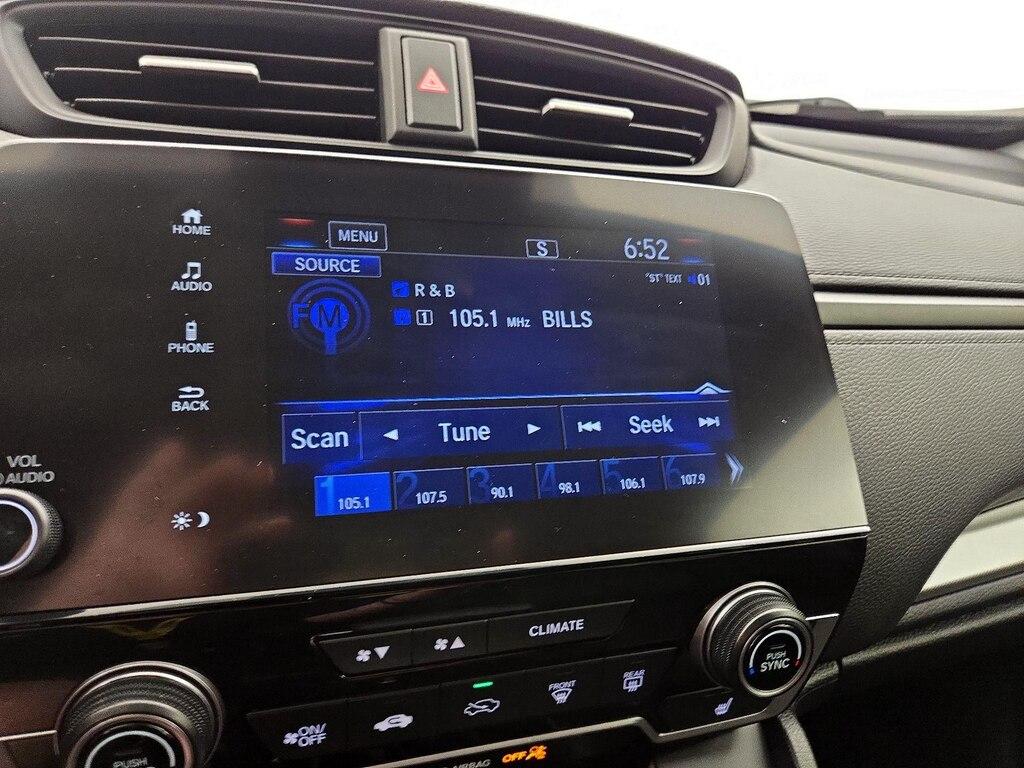 HOME
AUDIO
PHONE
BACK
VOL
AUDIO
MENU
S
6:52
SOURCE
"ST" TEXT 01
FM
R & B
1 105.1 MHz BILLS
Scan Tune Seek
1 105.1 2 107.5 3 90.1 4 98.1 5 106.1 6 107.9
CLIMATE
PUSH
SYNC
ON/
OFF
FRONT
REAR
PUSH
AIRBAG OFF